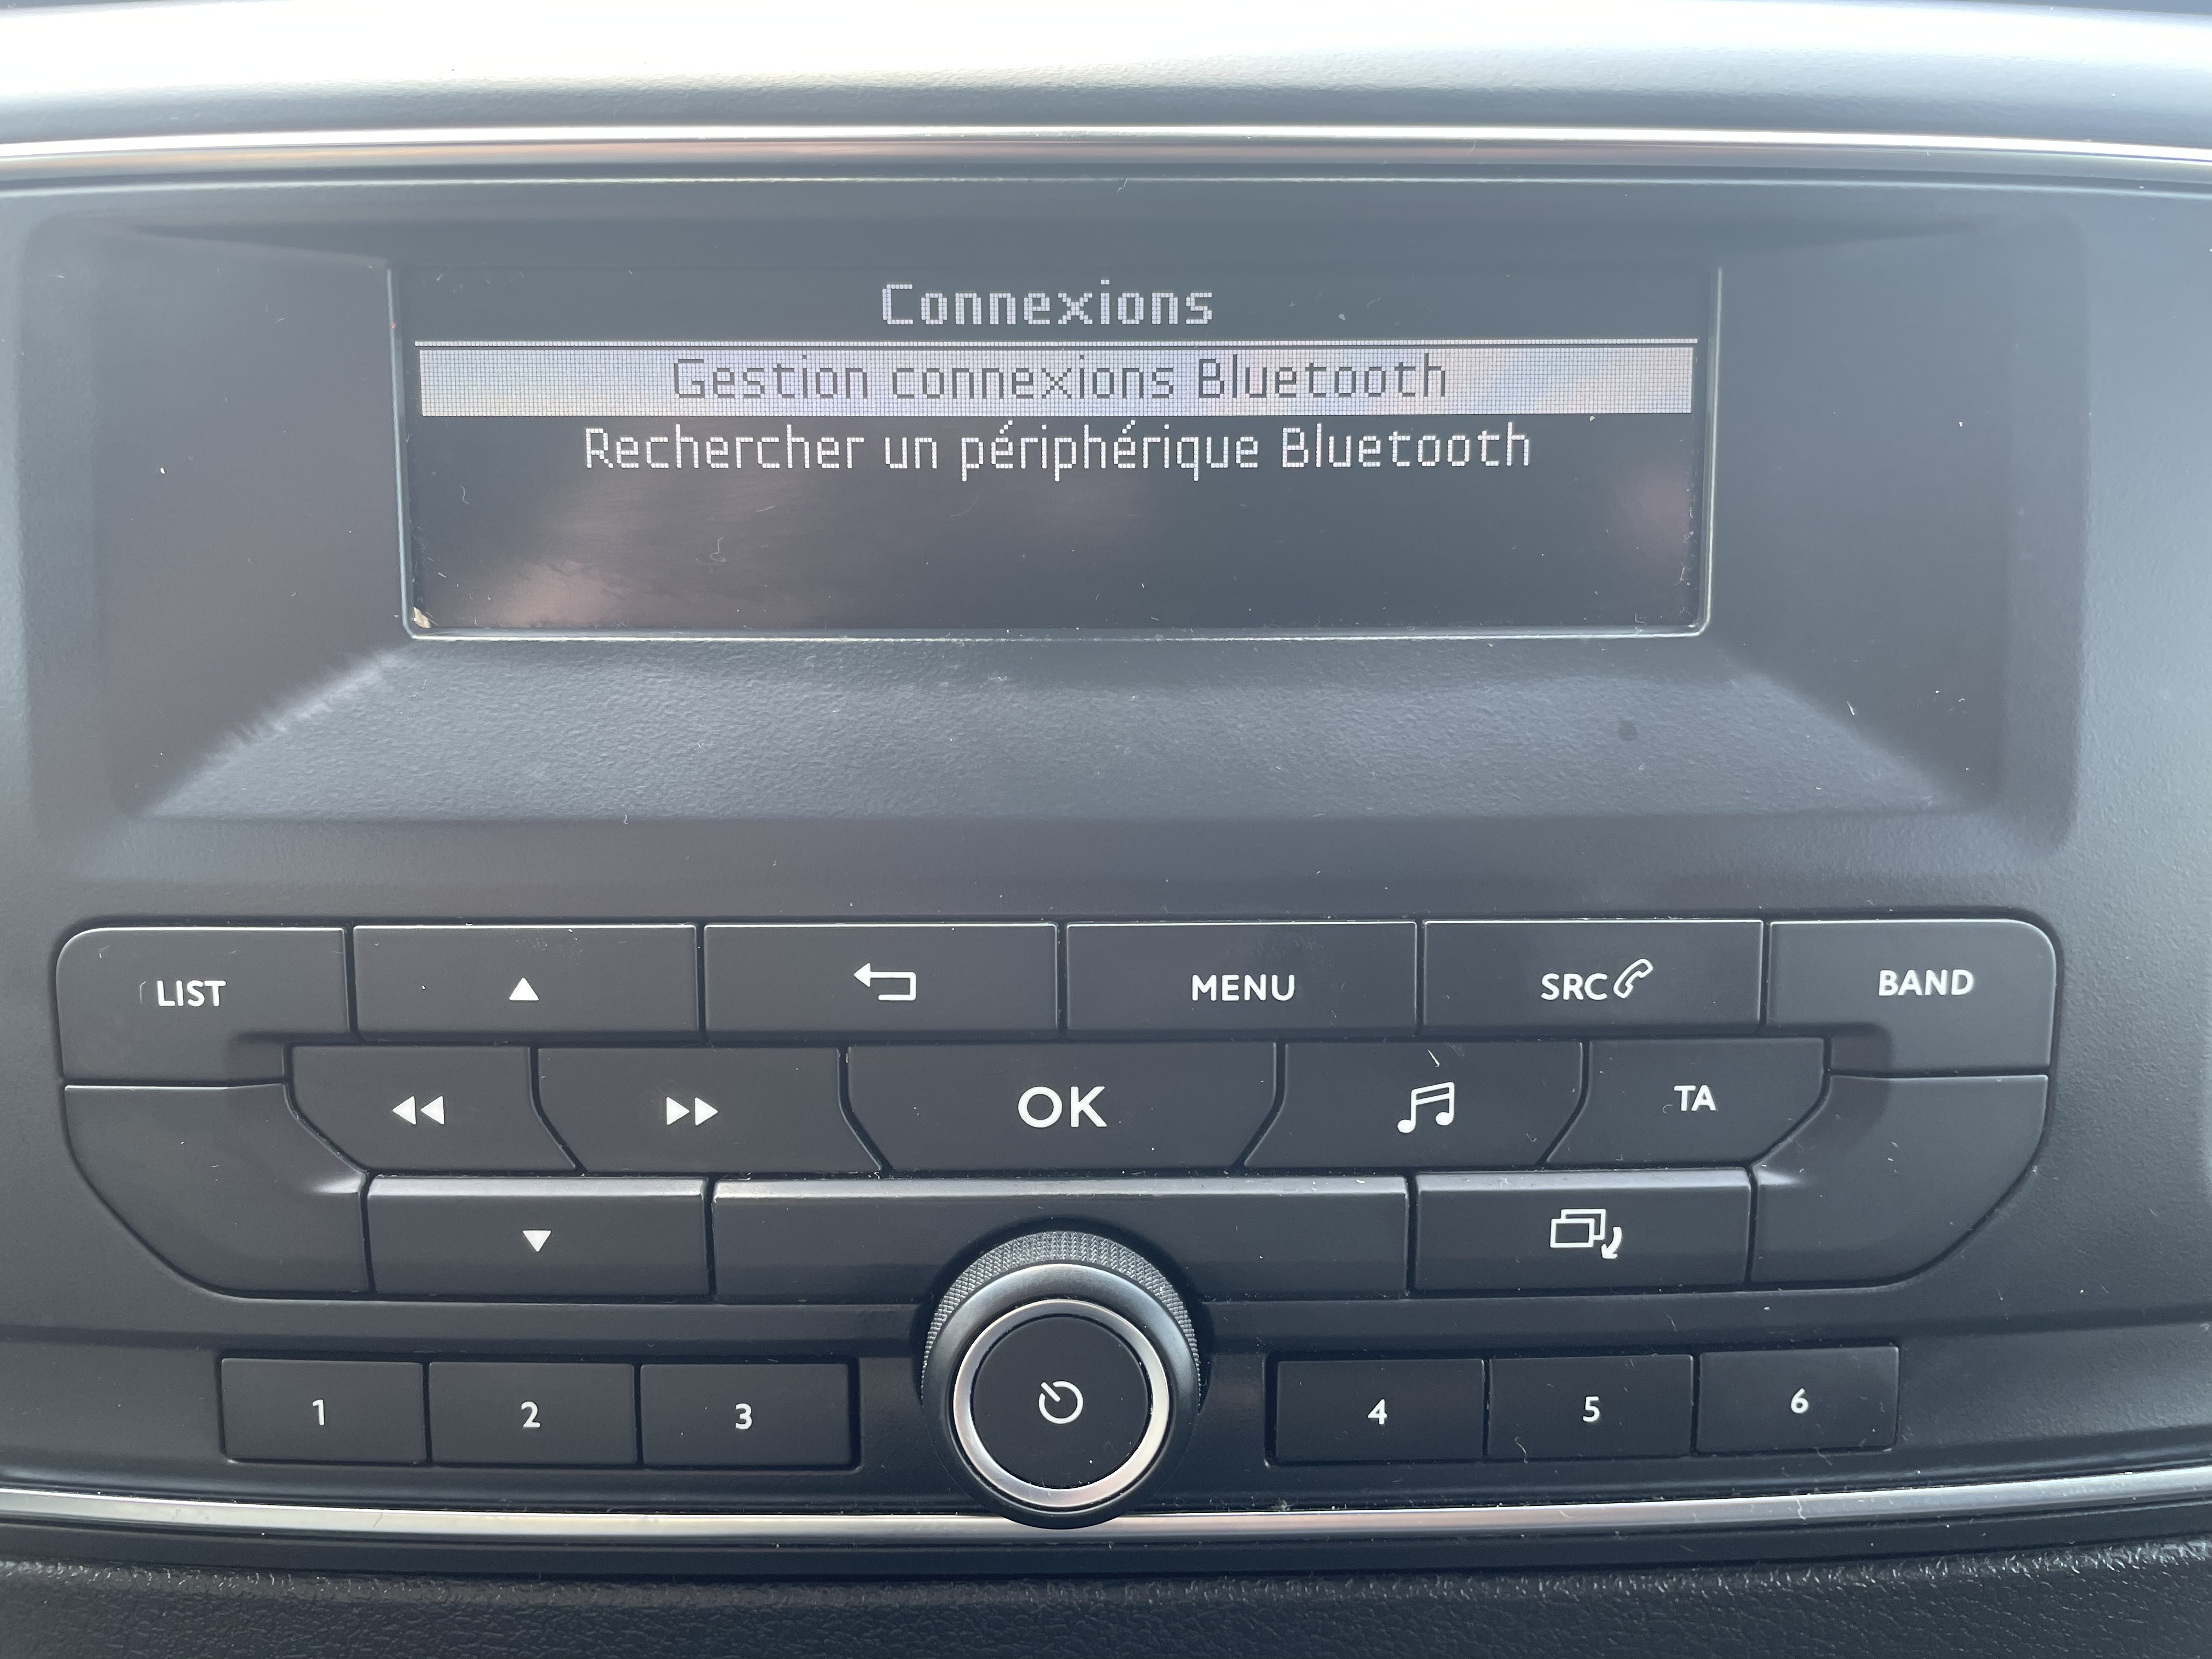 Connexions
Gestion connexions Bluetooth
Rechercher un périphérique Bluetooth
LIST MENU SRC BAND
OK TA
1 2 3 4 5 6